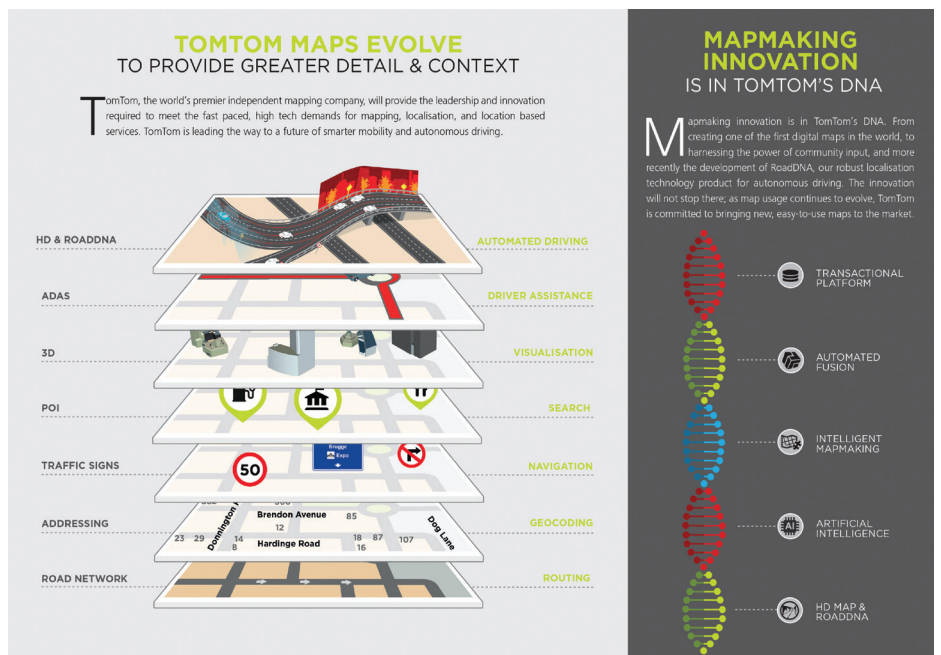 TOMTOM MAPS EVOLVE
TO PROVIDE GREATER DETAIL & CONTEXT
TomTom, the world's premier independent mapping company, will provide the leadership and innovation
required to meet the fast paced, high tech demands for mapping, localisation, and location based
services. TomTom is leading the way to a future of smarter mobility and autonomous driving.
HD & ROADDNA
AUTOMATED DRIVING
ADAS
DRIVER ASSISTANCE
3D
VISUALISATION
POI
SEARCH
TRAFFIC SIGNS
50
Brugge
Expo
NAVIGATION
ADDRESSING
Brendon Avenue
85
12
23 29
14
8
Hardinge Road
18 87
16
107
Dog Lane
GEOCODING
ROAD NETWORK
ROUTING
MAPMAKING
INNOVATION
IS IN TOMTOM'S DNA
Mapmaking innovation is in TomTom's DNA. From
creating one of the first digital maps in the world, to
harnessing the power of community input, and more
recently the development of RoadDNA, our robust localisation
technology product for autonomous driving. The innovation
will not stop there; as map usage continues to evolve, TomTom
is committed to bringing new, easy-to-use maps to the market.
TRANSACTIONAL
PLATFORM
AUTOMATED
FUSION
INTELLIGENT
MAPMAKING
AI
ARTIFICIAL
INTELLIGENCE
HD MAP &
ROADDNA